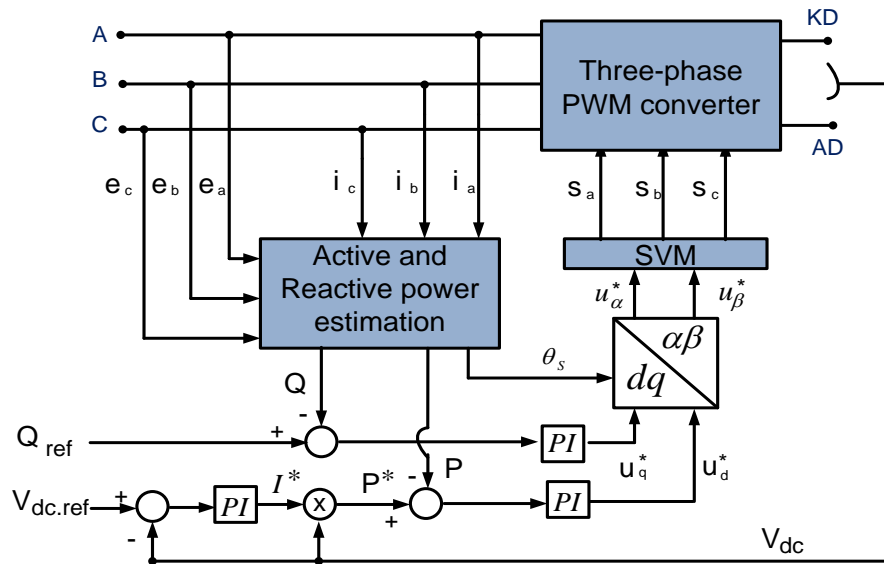 A
KD
B
Three-phase
PWM converter
C
AD
e c
e b
e a
i c
i b
i a
s a
s b
s c
Active and
Reactive power
estimation
SVM
u*α
u*β
αβ
dq
θS
Q
-
+
Q ref
PI
u*q
u*d
P
-
V dc.ref
+
PI
I*
x
P*
+
PI
-
Vdc